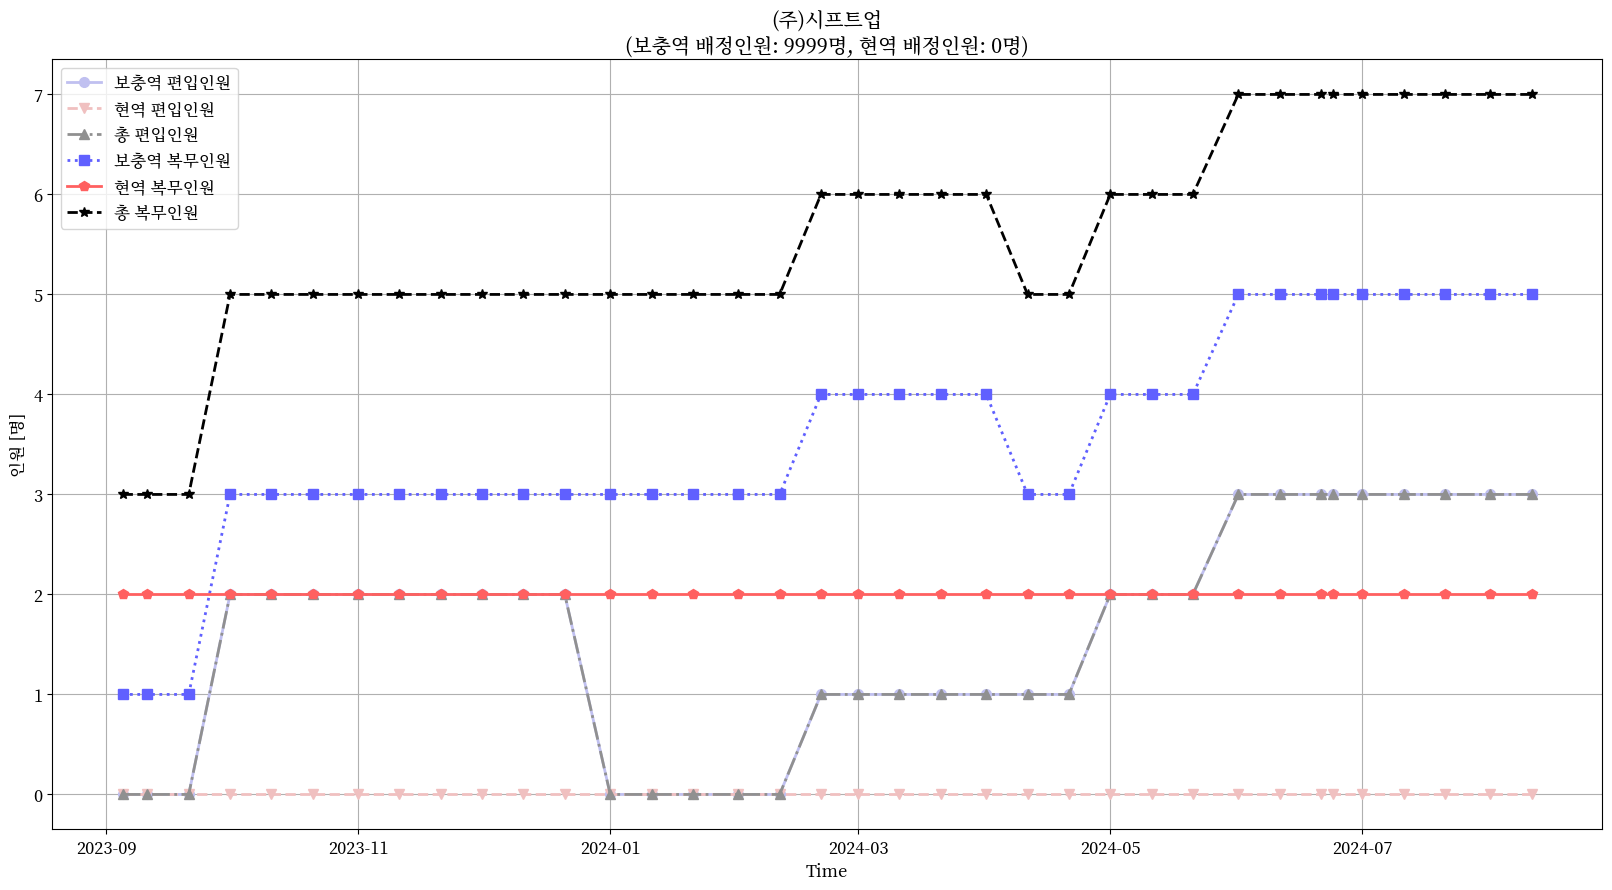 (주)시프트업
(보충역 배정인원: 9999명, 현역 배정인원: 0명)
보충역 편입인원
현역 편입인원
총 편입인원
보충역 복무인원
현역 복무인원
총 복무인원
인원 [명]
7
6
5
4
3
2
1
0
2023-09
2023-11
2024-01
2024-03
2024-05
2024-07
Time